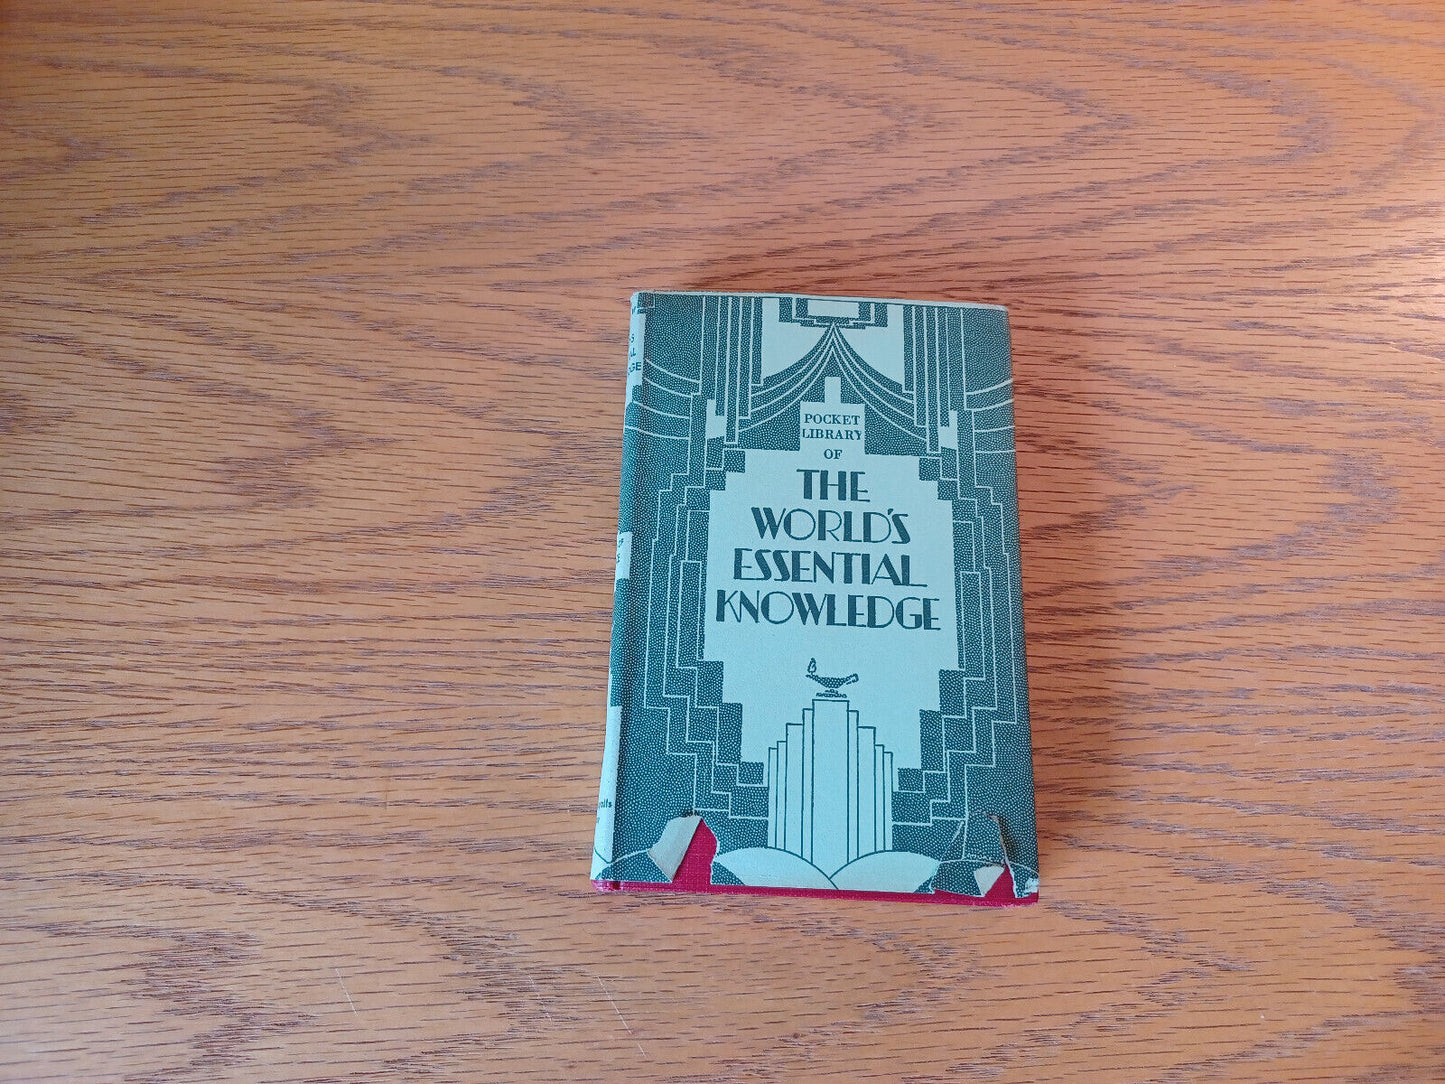 POCKET
LIBRARY
OF
THE
WORLD'S
ESSENTIAL
KNOWLEDGE